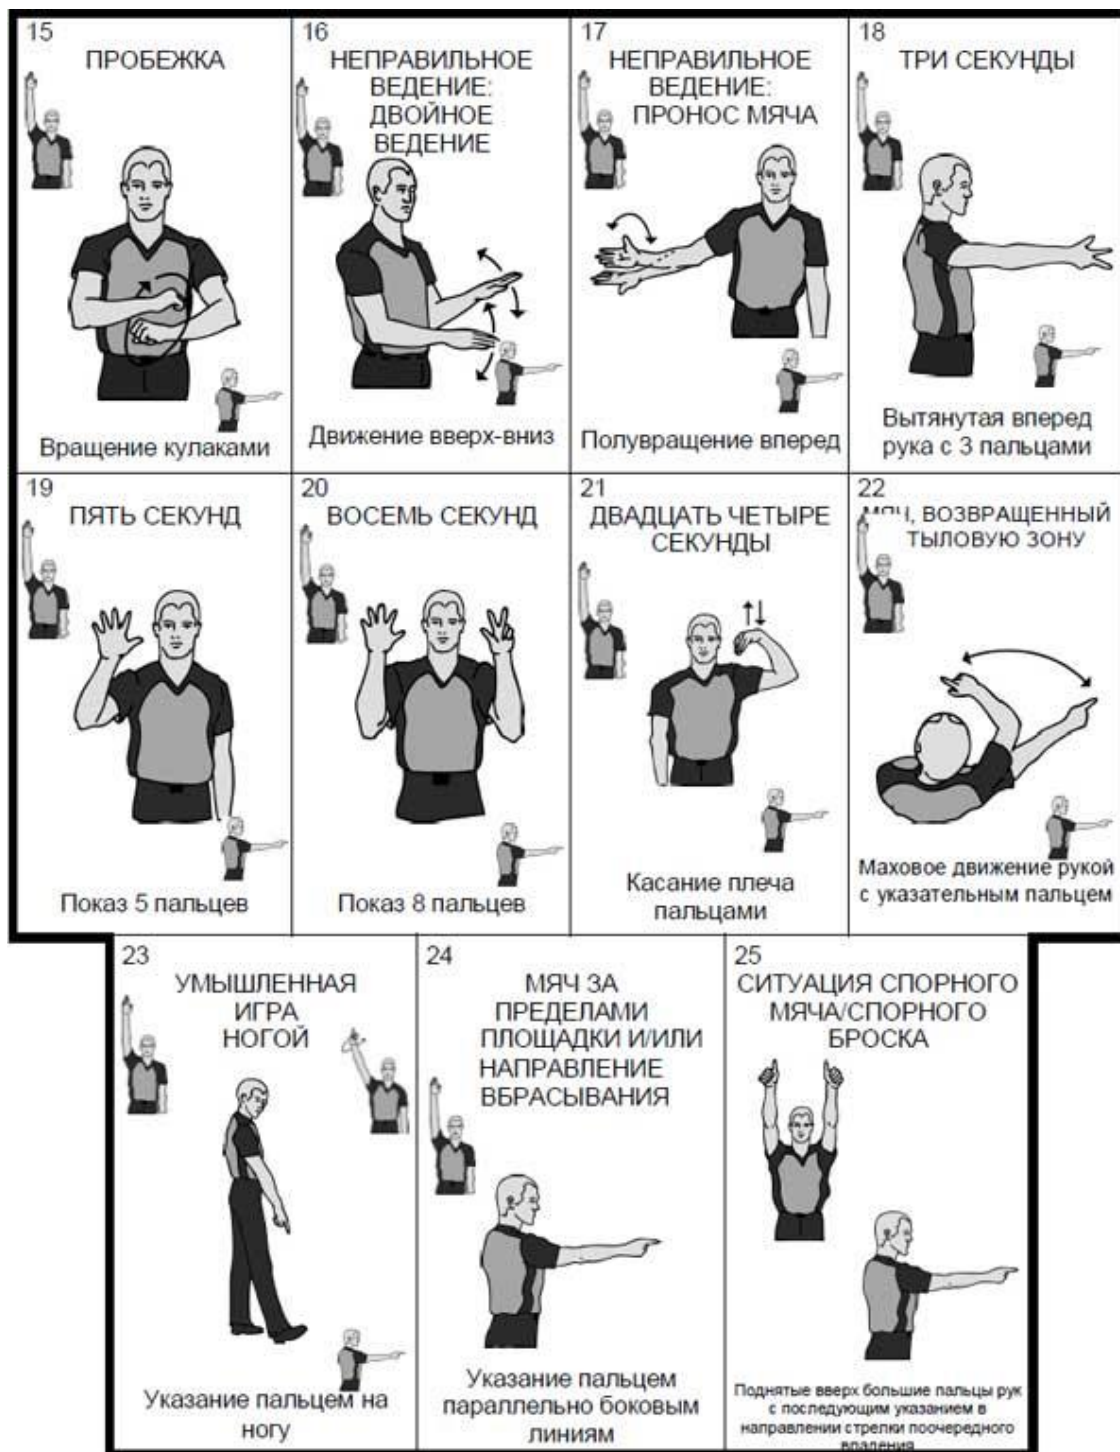 15
ПРОБЕЖКА
Вращение кулаками
16
НЕПРАВИЛЬНОЕ
ВЕДЕНИЕ:
ДВОЙНОЕ
ВЕДЕНИЕ
Движение вверх-вниз
17
НЕПРАВИЛЬНОЕ
ВЕДЕНИЕ:
ПРОНОС МЯЧА
Полувращение вперед
18
ТРИ СЕКУНДЫ
Вытянутая вперед
рука с 3 пальцами
19
ПЯТЬ СЕКУНД
Показ 5 пальцев
20
ВОСЕМЬ СЕКУНД
Показ 8 пальцев
21
ДВАДЦАТЬ ЧЕТЫРЕ
СЕКУНДЫ
Касание плеча
пальцами
22
МЯЧ, ВОЗВРАЩЕННЫЙ
ТЫЛОВУЮ ЗОНУ
Маховое движение рукой
с указательным пальцем
23
УМЫШЛЕННАЯ
ИГРА
НОГОЙ
Указание пальцем на
ногу
24
МЯЧ ЗА
ПРЕДЕЛАМИ
ПЛОЩАДКИ И/ИЛИ
НАПРАВЛЕНИЕ
ВБРАСЫВАНИЯ
Указание пальцем
параллельно боковым
линиям
25
СИТУАЦИЯ СПОРНОГО
МЯЧА/СПОРНОГО
БРОСКА
Поднятые вверх большие пальцы рук
с последующим указанием в
направлении стрелки поочередного
владения